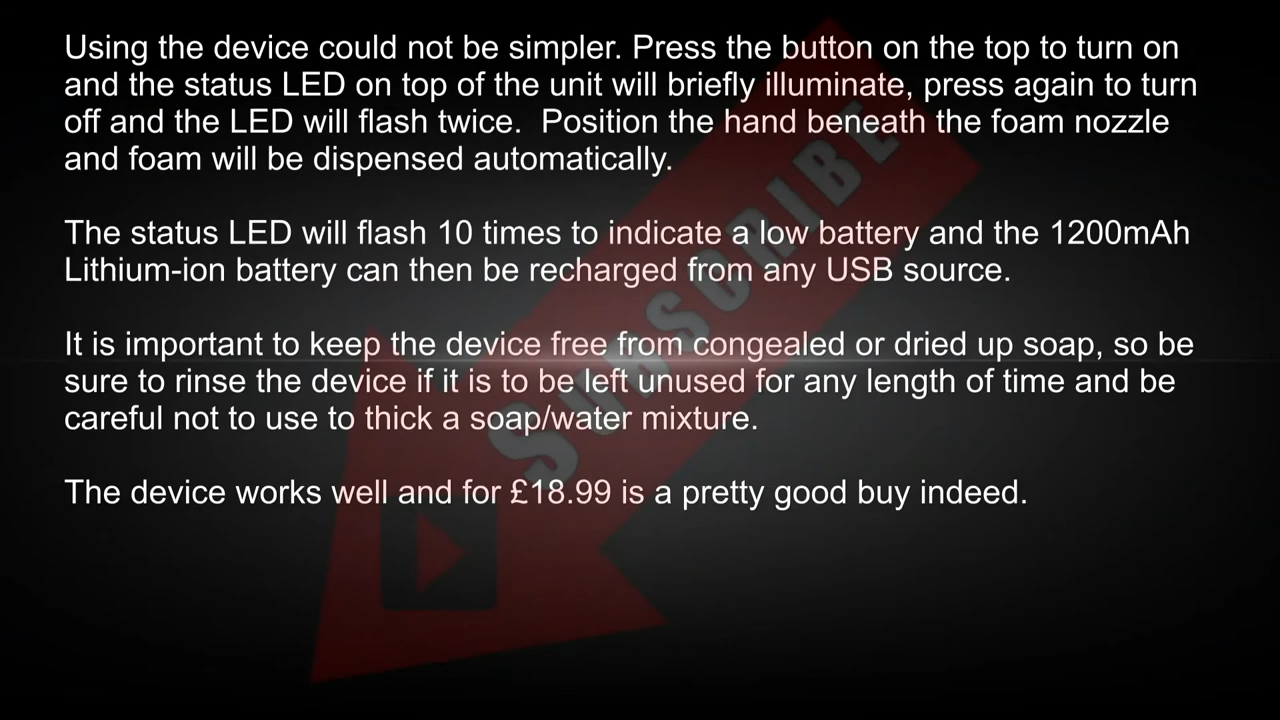 Using the device could not be simpler. Press the button on the top to turn on
and the status LED on top of the unit will briefly illuminate, press again to turn
off and the LED will flash twice.  Position the hand beneath the foam nozzle
and foam will be dispensed automatically.
The status LED will flash 10 times to indicate a low battery and the 1200mAh
Lithium-ion battery can then be recharged from any USB source.
It is important to keep the device free from congealed or dried up soap, so be
sure to rinse the device if it is to be left unused for any length of time and be
careful not to use to thick a soap/water mixture.
The device works well and for £18.99 is a pretty good buy indeed.
SUBSCRIBE